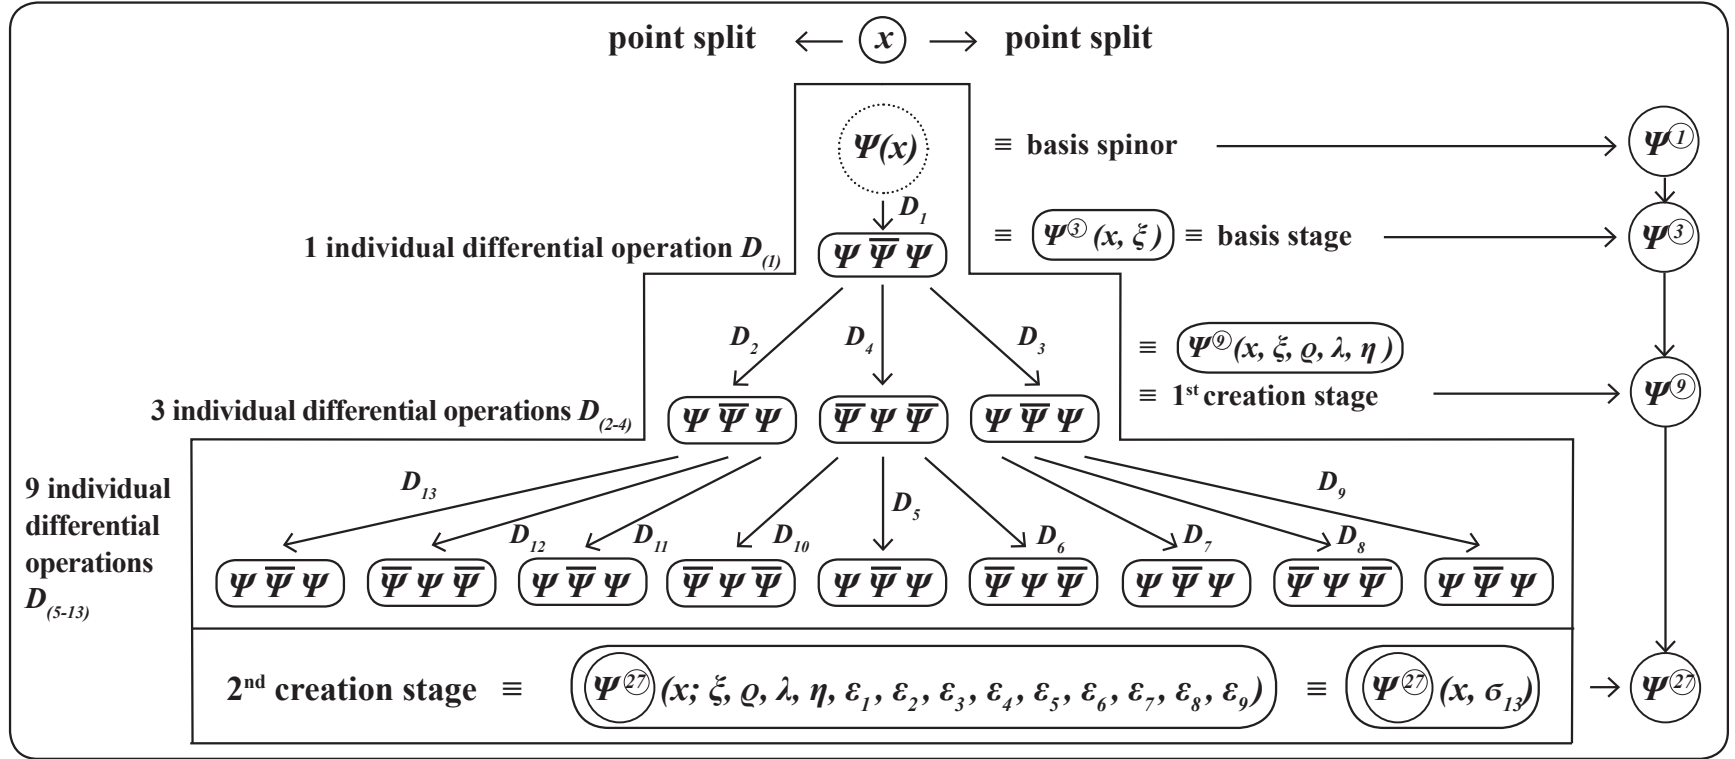 point split ← x → point split
Ψ(x) ≡ basis spinor Ψ①
D₁
1 individual differential operation D₍₁₎ ≡ Ψ③ (x, ξ) ≡ basis stage Ψ③
Ψ Ψ̅ Ψ
D₂ D₄ D₃
≡ Ψ⑨(x, ξ, ϱ, λ, η )
≡ 1ˢᵗ creation stage Ψ⑨
3 individual differential operations D₍₂₋₄₎
Ψ Ψ̅ Ψ Ψ̅ Ψ Ψ̅ Ψ Ψ̅ Ψ
9 individual
differential
operations
D₍₅₋₁₃₎
D₁₃ D₉
D₅
D₁₂ D₁₁ D₁₀ D₆ D₇ D₈
Ψ Ψ̅ Ψ Ψ̅ Ψ Ψ̅ Ψ Ψ̅ Ψ Ψ̅ Ψ Ψ̅ Ψ Ψ̅ Ψ Ψ̅ Ψ Ψ̅ Ψ Ψ̅ Ψ Ψ̅ Ψ Ψ̅ Ψ Ψ̅ Ψ
2ⁿᵈ creation stage ≡ Ψ㉗(x; ξ, ϱ, λ, η, ε₁, ε₂, ε₃, ε₄, ε₅, ε₆, ε₇, ε₈, ε₉) ≡ Ψ㉗(x, σ₁₃) → Ψ㉗